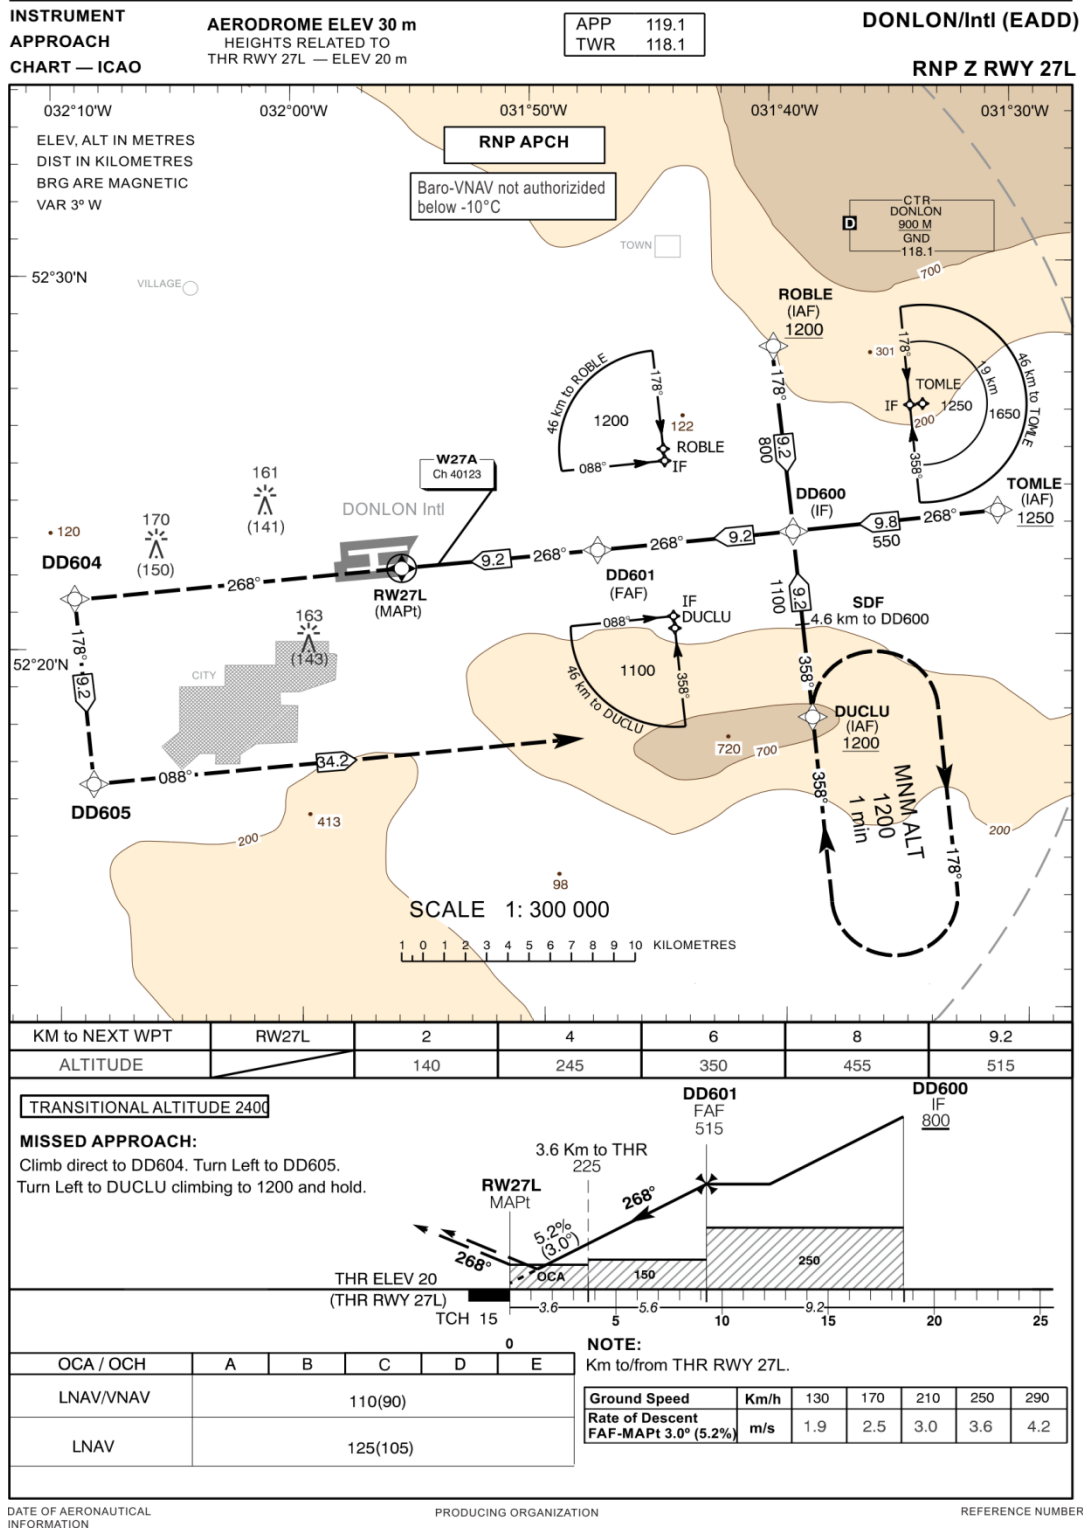 INSTRUMENT
APPROACH
CHART — ICAO
AERODROME ELEV 30 m
HEIGHTS RELATED TO
THR RWY 27L — ELEV 20 m
APP 119.1
TWR 118.1
DONLON/Intl (EADD)
RNP Z RWY 27L
032°10'W 032°00'W 031°50'W 031°40'W 031°30'W
ELEV, ALT IN METRES
DIST IN KILOMETRES
BRG ARE MAGNETIC
VAR 3º W
RNP APCH
Baro-VNAV not authorizided
below -10°C
CTR
DONLON
900 M
GND
118.1
D
TOWN
700
52°30'N
VILLAGE
ROBLE
(IAF)
1200
178°
9.2
800
301
178°
TOMLE
IF
1250
1650
19 km
46 km to TOMLE
200
358°
46 km to ROBLE
178°
1200
122
ROBLE
088°
IF
W27A
Ch 40123
TOMLE
(IAF)
1250
DD600
(IF)
161
(141)
170
(150)
120
DONLON Intl
DD604
268°
9.2
268°
268°
9.2
9.8
268°
550
RW27L
(MAPt)
DD601
(FAF)
1100
9.2
SDF
4.6 km to DD600
358°
163
(143)
IF
DUCLU
088°
1100
358°
46 km to DUCLU
52°20'N
CITY
178°
9.2
DUCLU
(IAF)
1200
720
700
358°
MNM ALT
1200
1 min
178°
34.2
088°
DD605
413
200
200
98
SCALE 1: 300 000
1 0 1 2 3 4 5 6 7 8 9 10 KILOMETRES
KM to NEXT WPT RW27L 2 4 6 8 9.2
ALTITUDE 140 245 350 455 515
TRANSITIONAL ALTITUDE 2400
MISSED APPROACH:
Climb direct to DD604. Turn Left to DD605.
Turn Left to DUCLU climbing to 1200 and hold.
DD600
IF
800
DD601
FAF
515
3.6 Km to THR
225
RW27L
MAPt
268°
5.2%
(3.0°)
268°
OCA
150
250
THR ELEV 20
(THR RWY 27L)
TCH 15
3.6 5.6 9.2
0 5 10 15 20 25
NOTE:
Km to/from THR RWY 27L.
OCA / OCH A B C D E
LNAV/VNAV 110(90)
LNAV 125(105)
Ground Speed Km/h 130 170 210 250 290
Rate of Descent
FAF-MAPt 3.0º (5.2%) m/s 1.9 2.5 3.0 3.6 4.2
DATE OF AERONAUTICAL
INFORMATION
PRODUCING ORGANIZATION
REFERENCE NUMBER